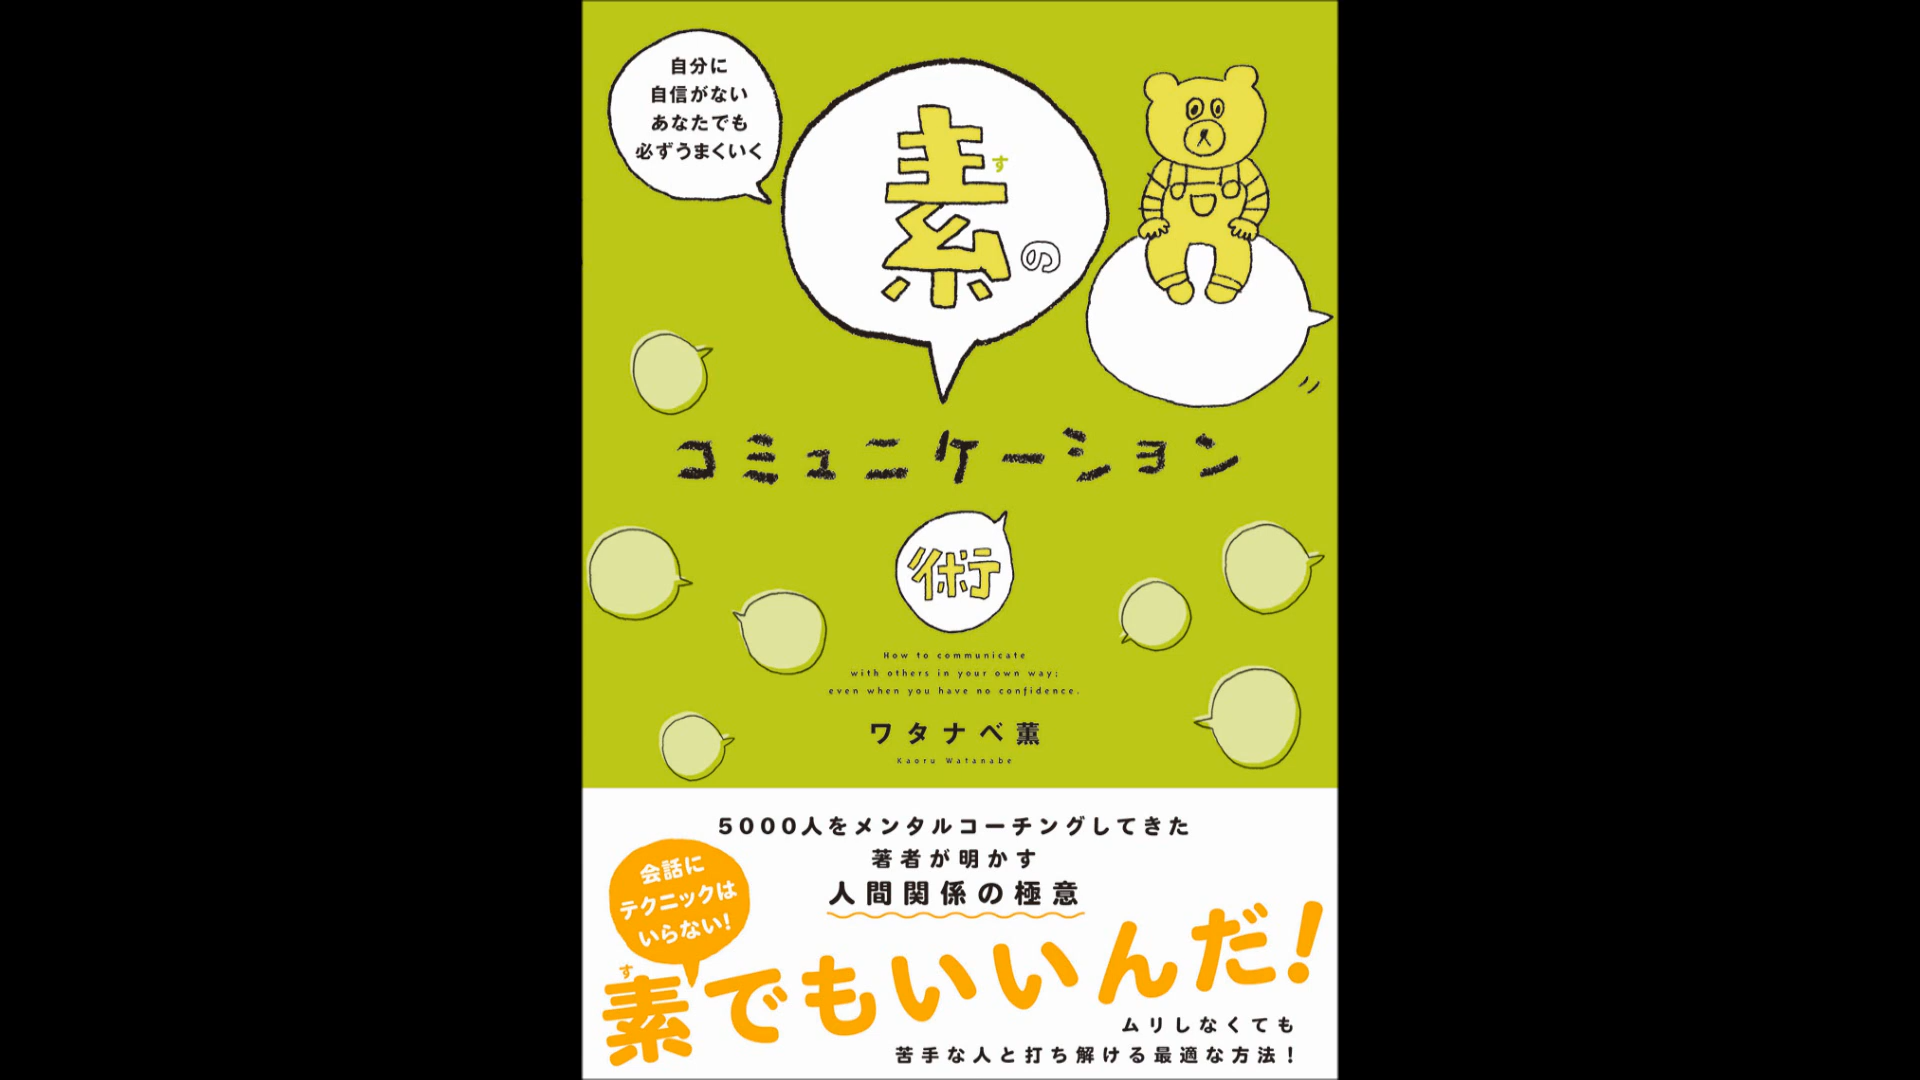 自分に
自信がない
あなたでも
必ずうまくいく
素の
す
コミュニケーション
術
How to communicate
with others in your own way;
even when you have no confidence.
ワタナベ薫
Kaoru Watanabe
5000人をメンタルコーチングしてきた
著者が明かす
人間関係の極意
会話に
テクニックは
いらない!
す
素でもいいんだ!
ムリしなくても
苦手な人と打ち解ける最適な方法!